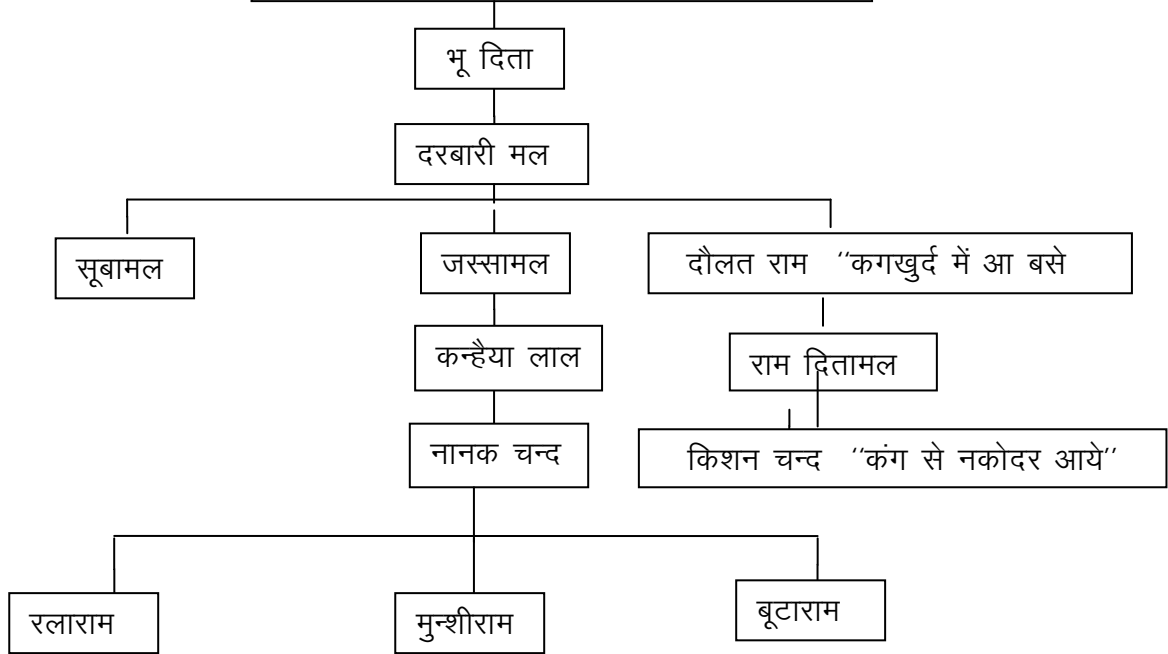 भू दिता
दरबारी मल
सूबामल
जस्सामल
दौलत राम ‘‘कगखुर्द में आ बसे
कन्हैया लाल
राम दितामल
नानक चन्द
किशन चन्द ‘‘कंग से नकोदर आये’’
रलाराम
मुन्शीराम
बूटाराम